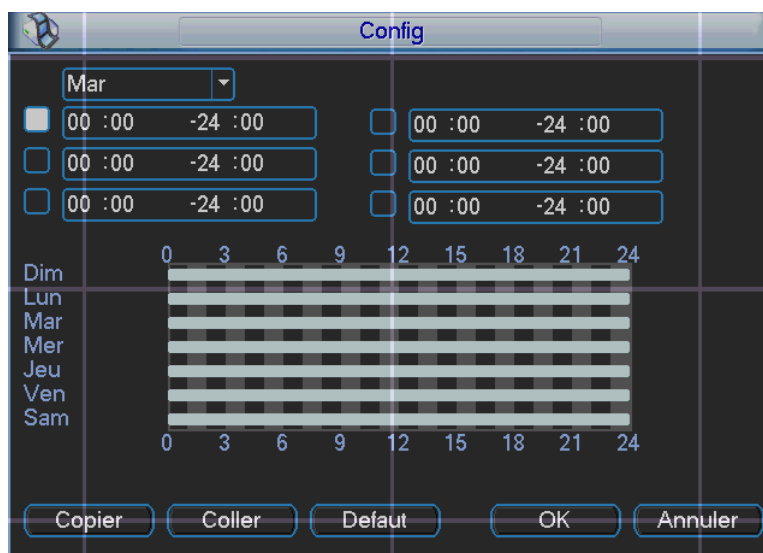 Config
Mar
00 :00 -24 :00 00 :00 -24 :00
00 :00 -24 :00 00 :00 -24 :00
00 :00 -24 :00 00 :00 -24 :00
0 3 6 9 12 15 18 21 24
Dim
Lun
Mar
Mer
Jeu
Ven
Sam
0 3 6 9 12 15 18 21 24
Copier Coller Defaut OK Annuler